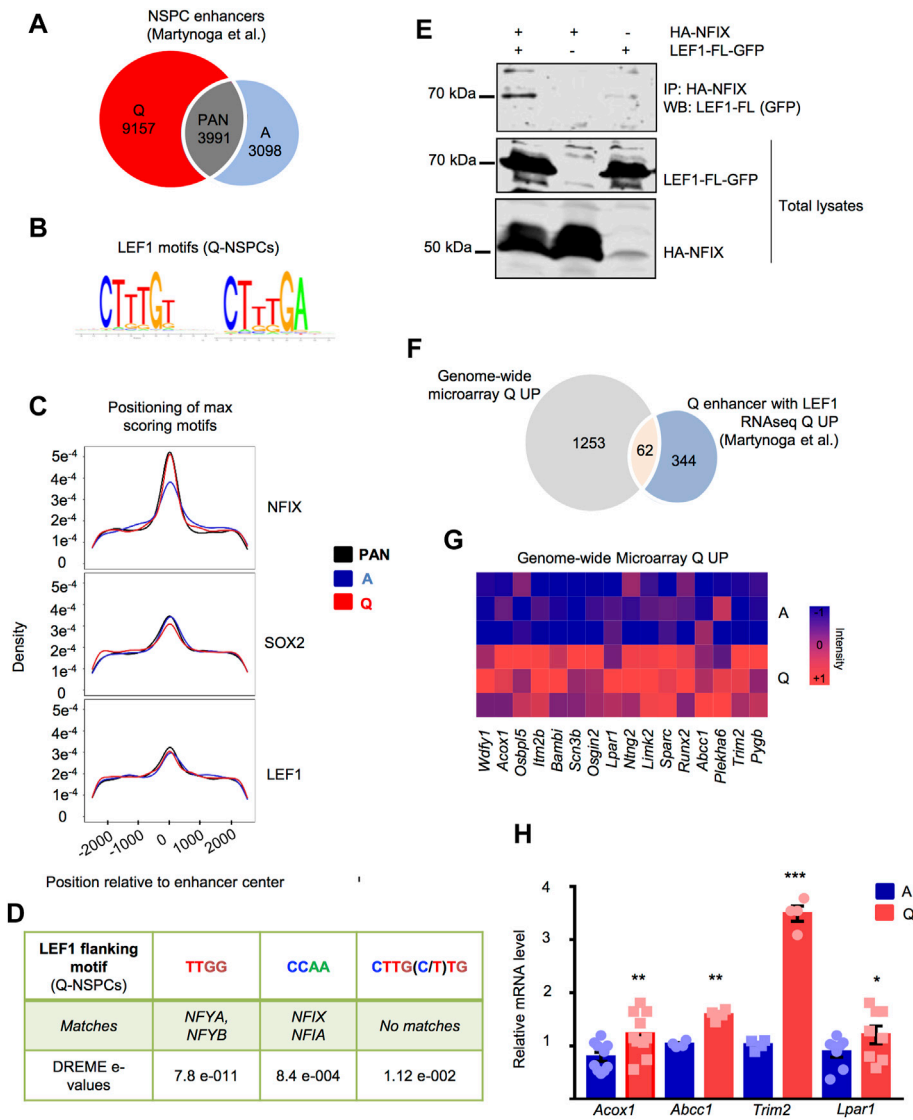 A
NSPC enhancers
(Martynoga et al.)
Q
9157
PAN
3991
A
3098
B
LEF1 motifs (Q-NSPCs)
CTTTGT
CTTTGA
C
Positioning of max
scoring motifs
5e-4
4e-4
3e-4
2e-4
1e-4
0
NFIX
5e-4
4e-4
3e-4
2e-4
1e-4
0
SOX2
5e-4
4e-4
3e-4
2e-4
1e-4
0
LEF1
Density
-2000
-1000
0
1000
2000
Position relative to enhancer center
PAN
A
Q
D
LEF1 flanking motif (Q-NSPCs) TTGG CCAA CTTG(C/T)TG
Matches NFYA, NFYB NFIX NFIA No matches
DREME e-values 7.8 e-011 8.4 e-004 1.12 e-002
E
+ + - HA-NFIX
+ - + LEF1-FL-GFP
70 kDa
IP: HA-NFIX
WB: LEF1-FL (GFP)
70 kDa
LEF1-FL-GFP
Total lysates
50 kDa
HA-NFIX
F
Genome-wide
microarray Q UP
Q enhancer with LEF1
RNAseq Q UP
(Martynoga et al.)
1253
62
344
G
Genome-wide Microarray Q UP
A
Q
-1
0
+1
Intensity
Wdfy1
Acox1
Osbpl5
Itm2b
Bambi
Scn3b
Osgin2
Lpar1
Ntng2
Limk2
Sparc
Runx2
Abcc1
Plekha6
Trim2
Pygb
H
Relative mRNA level
4
3
2
1
**
**
***
*
A
Q
Acox1
Abcc1
Trim2
Lpar1